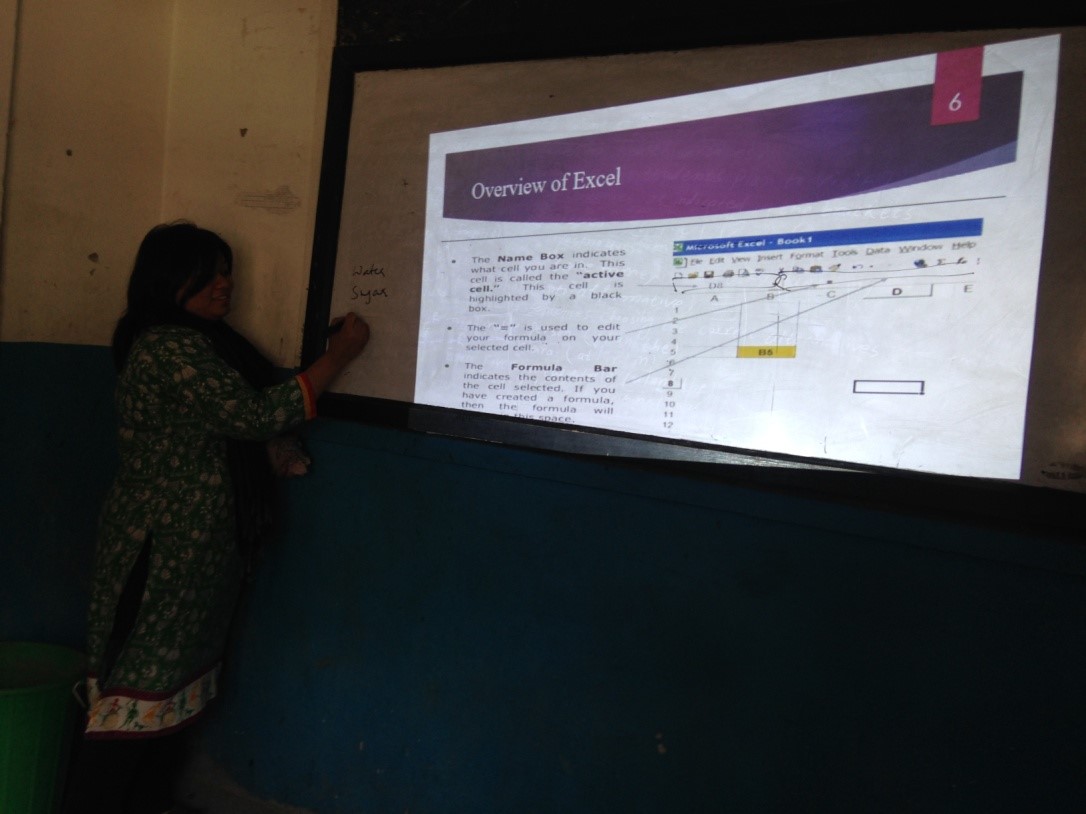 6
Overview of Excel
Water
Sugar
• The Name Box indicates
what cell you are in. This
cell is called the "active
cell." This cell is
highlighted by a black
box.
• The "=" is used to edit
your formula on your
selected cell.
• The Formula Bar
indicates the contents of
the cell selected. If you
have created a formula,
then the formula will
this space.
Microsoft Excel - Book1
File Edit View Insert Format Tools Data Window Help
D8
A B C D E
1
2
3
4
5 B5
6
7
8
9
10
11
12